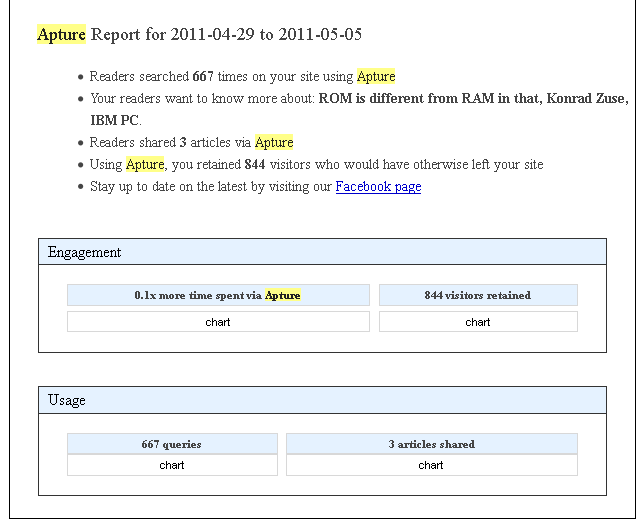 Apture Report for 2011-04-29 to 2011-05-05
Readers searched 667 times on your site using Apture
Your readers want to know more about: ROM is different from RAM in that, Konrad Zuse,
IBM PC.
Readers shared 3 articles via Apture
Using Apture, you retained 844 visitors who would have otherwise left your site
Stay up to date on the latest by visiting our Facebook page
Engagement
0.1x more time spent via Apture
844 visitors retained
chart
chart
Usage
667 queries
3 articles shared
chart
chart